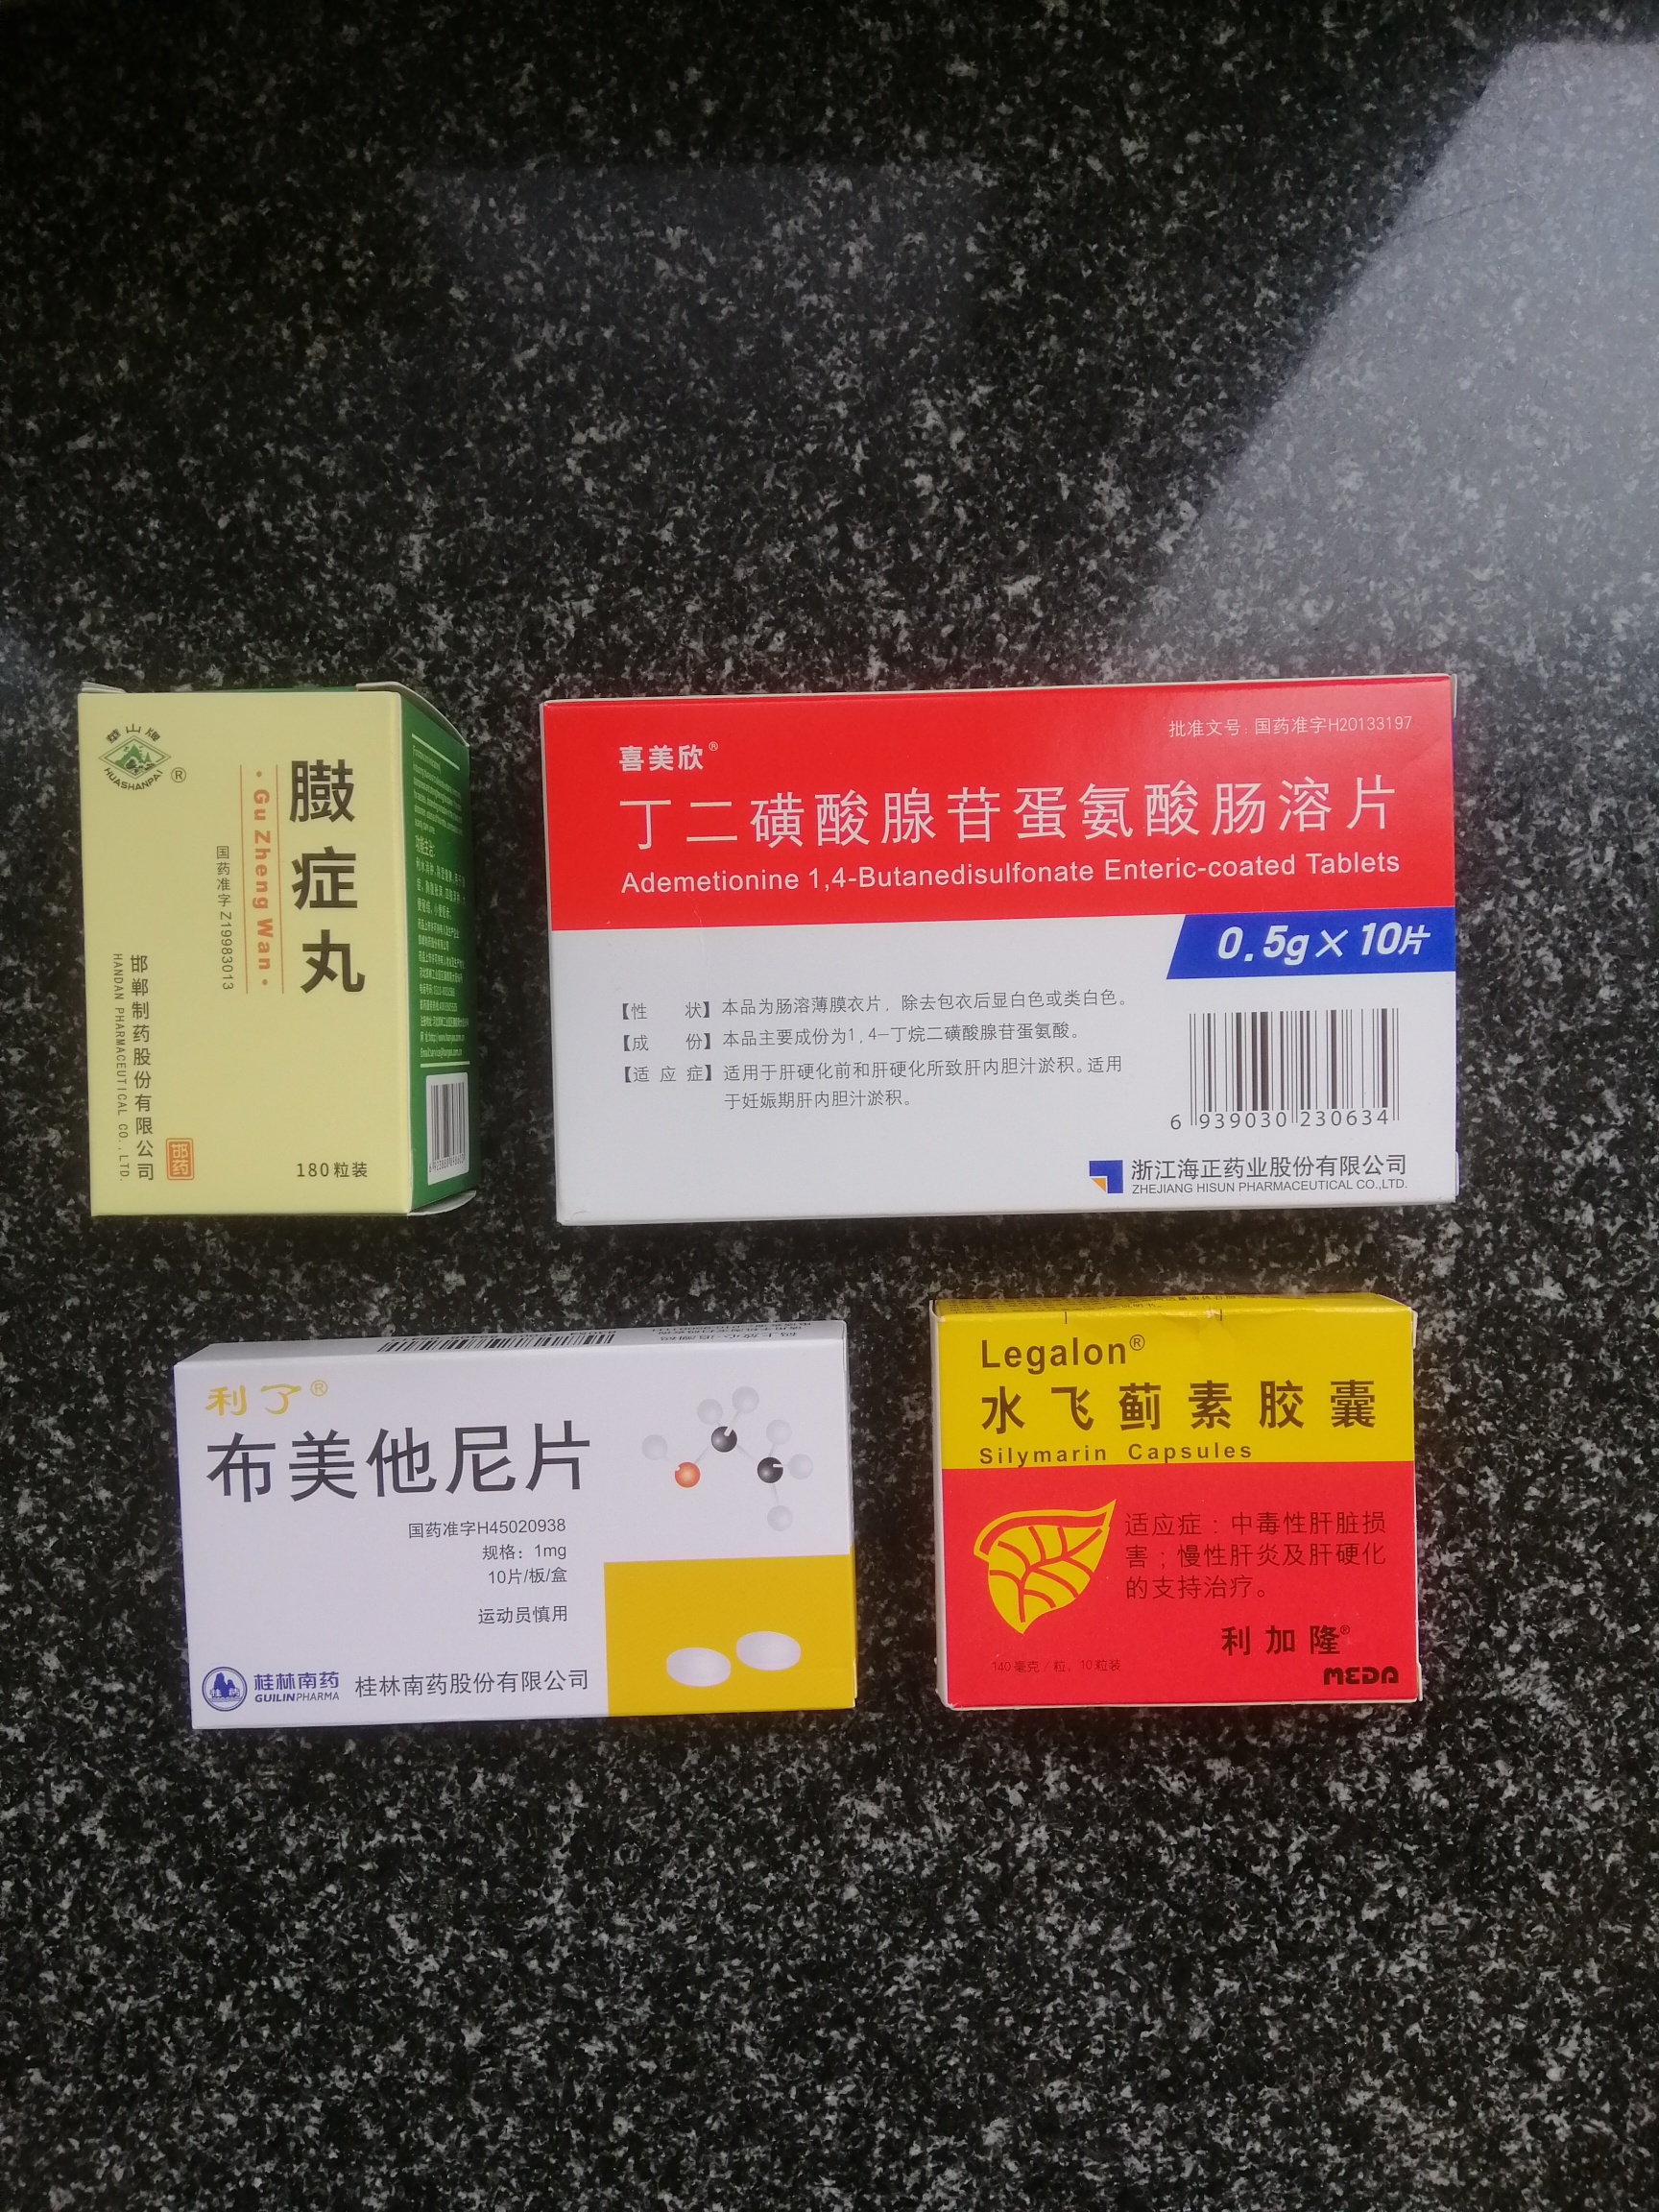 盋山牌
HUASHANPAI
®
臌症丸
·Gu Zheng Wan·
国药准字Z19983013
邯郸制药股份有限公司
HANDAN PHARMACEUTICAL CO.,LTD.
邯药
180粒装
功能主治:
批准文号:国药准字H20133197
喜美欣®
丁二磺酸腺苷蛋氨酸肠溶片
Ademetionine 1,4-Butanedisulfonate Enteric-coated Tablets
0.5g×10片
【性 状】本品为肠溶薄膜衣片,除去包衣后显白色或类白色。
【成 份】本品主要成份为1,4-丁烷二磺酸腺苷蛋氨酸。
【适 应 症】适用于肝硬化前和肝硬化所致肝内胆汁淤积。适用
于妊娠期肝内胆汁淤积。
6 939030 230634
浙江海正药业股份有限公司
ZHEJIANG HISUN PHARMACEUTICAL CO.,LTD.
利了®
布美他尼片
国药准字H45020938
规格:1mg
10片/板/盒
运动员慎用
桂林南药
GUILINPHARMA
桂林南药股份有限公司
Legalon®
水飞蓟素胶囊
Silymarin Capsules
适应症:中毒性肝脏损
害;慢性肝炎及肝硬化
的支持治疗。
利加隆®
140毫克/粒,10粒装
MEDA